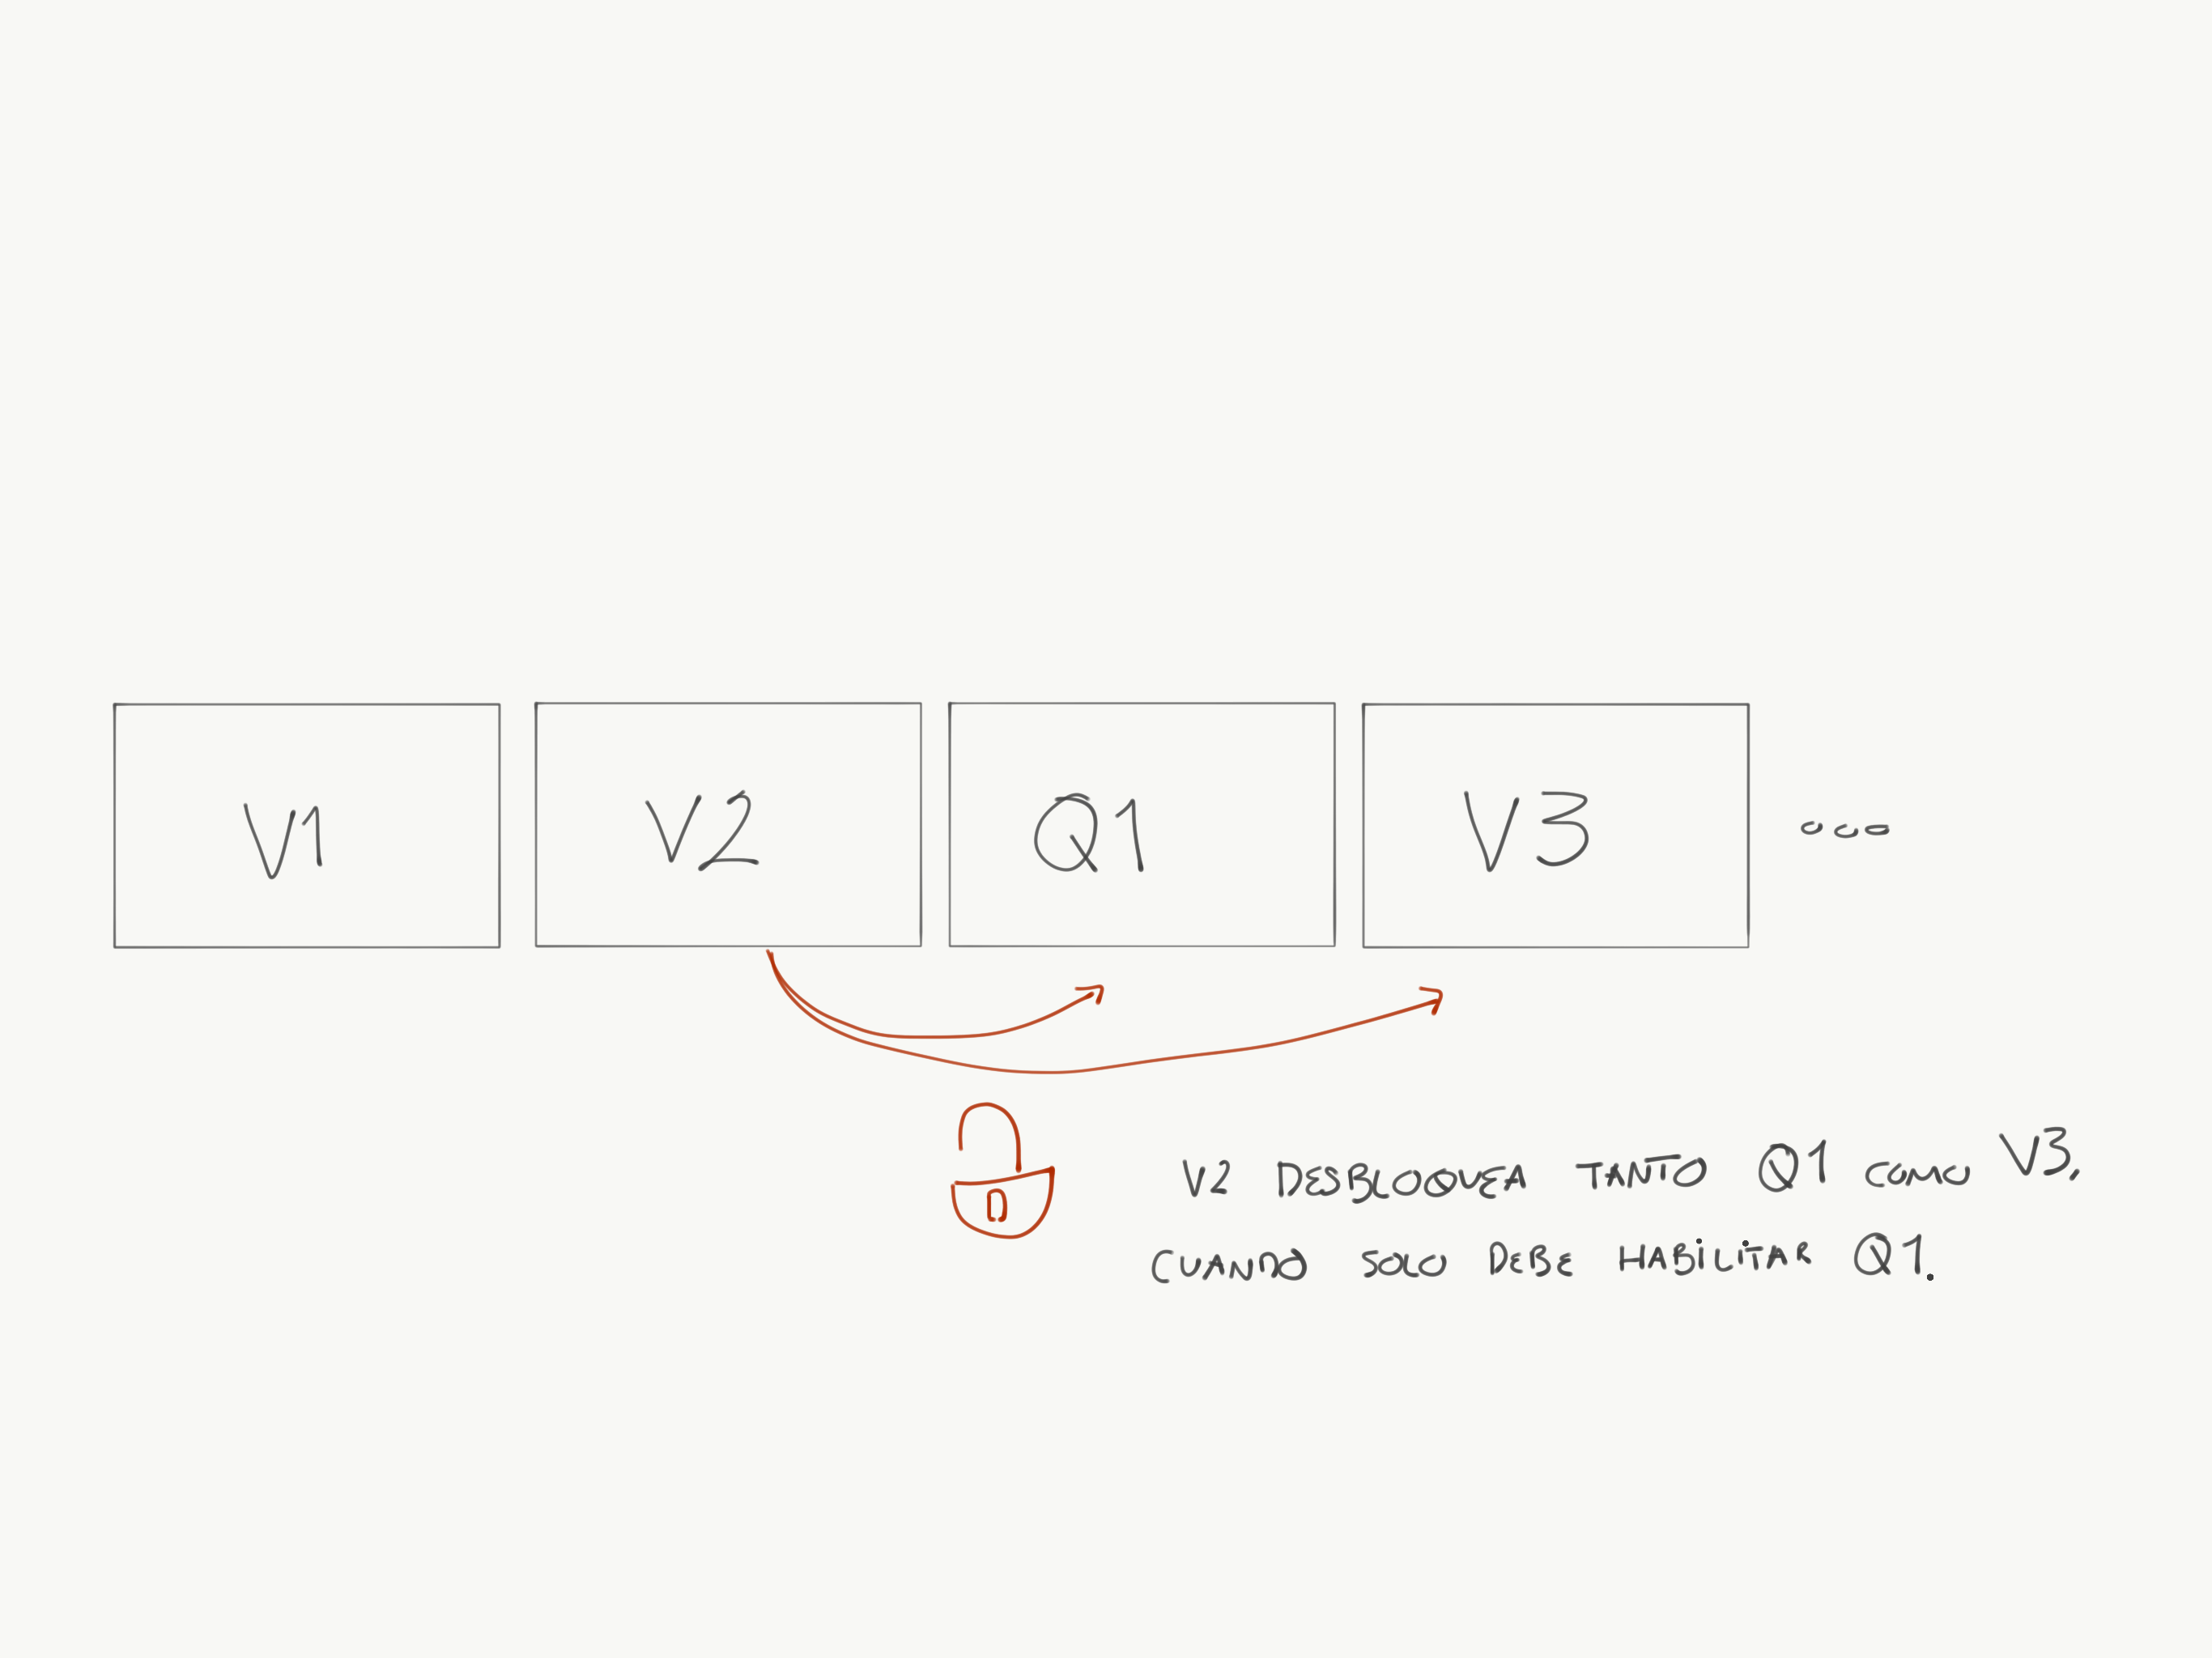 V1
V2
Q1
V3
V2 DESBLOQUEA TANTO Q1 COMO V3,
CUANDO SOLO DEBE HABILITAR Q1.